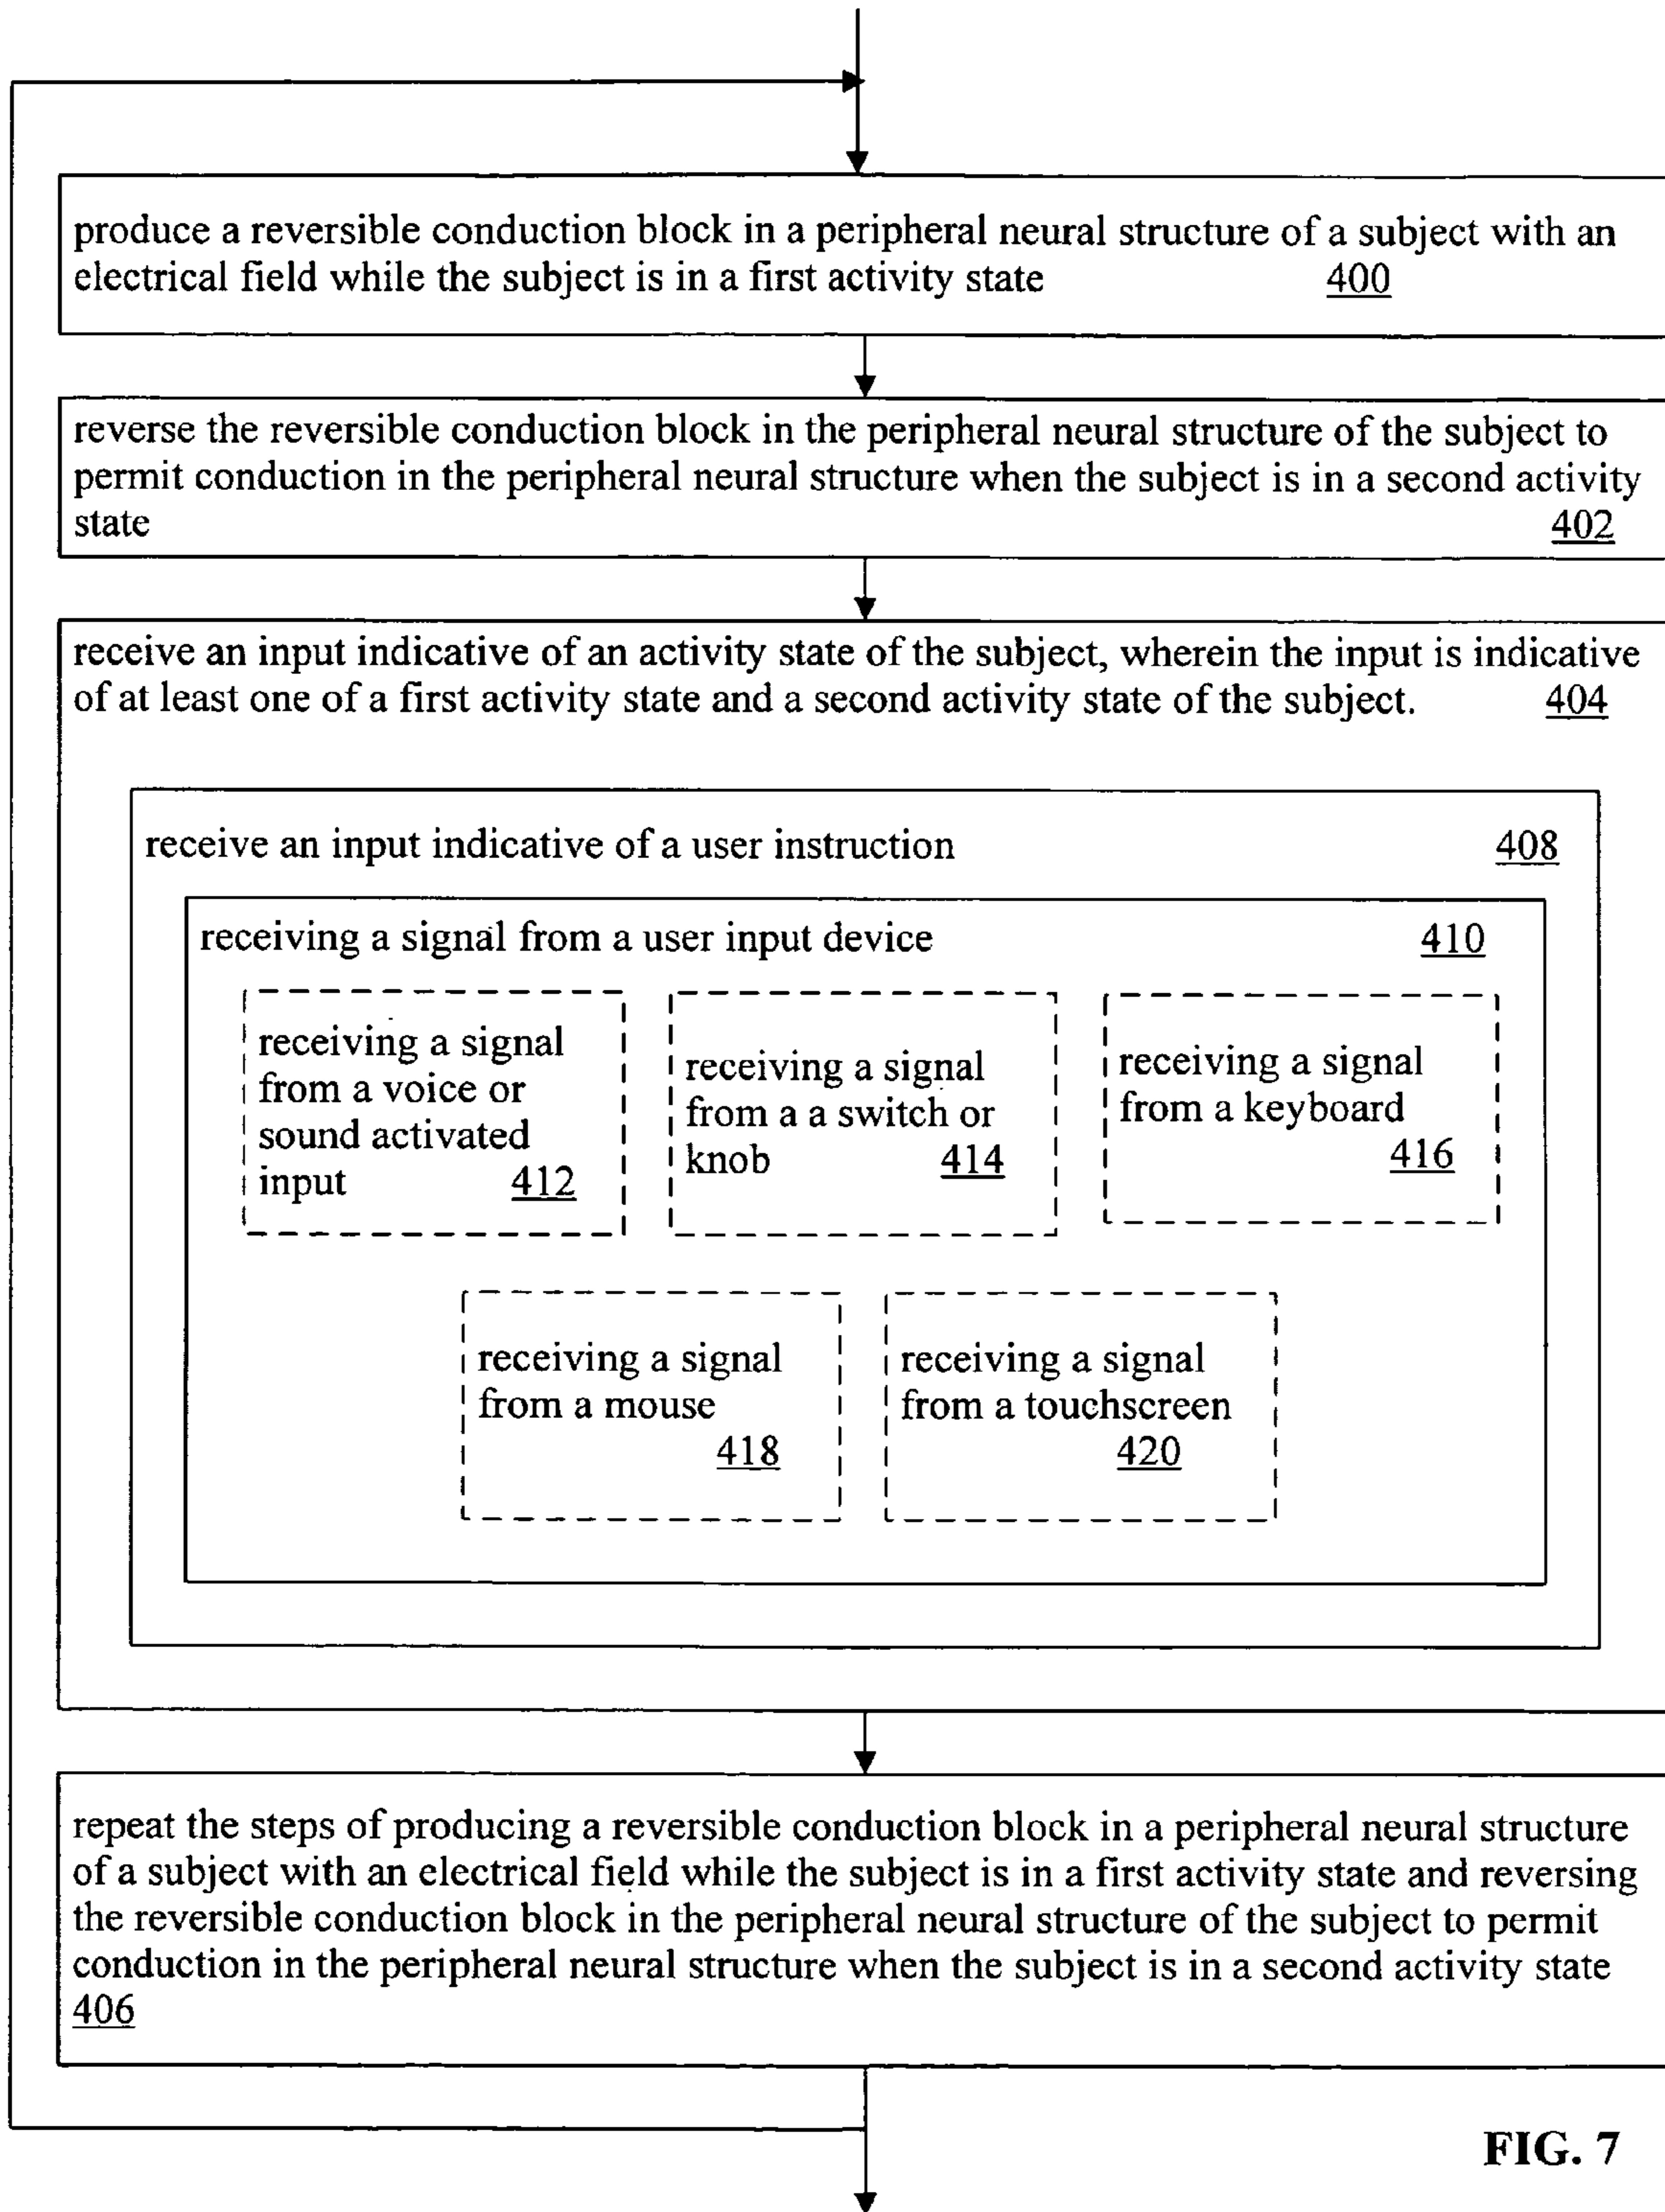 produce a reversible conduction block in a peripheral neural structure of a subject with an
electrical field while the subject is in a first activity state 400
reverse the reversible conduction block in the peripheral neural structure of the subject to
permit conduction in the peripheral neural structure when the subject is in a second activity
state 402
receive an input indicative of an activity state of the subject, wherein the input is indicative
of at least one of a first activity state and a second activity state of the subject. 404
receive an input indicative of a user instruction 408
receiving a signal from a user input device 410
receiving a signal
from a voice or
sound activated
input 412
receiving a signal
from a a switch or
knob 414
receiving a signal
from a keyboard
416
receiving a signal
from a mouse
418
receiving a signal
from a touchscreen
420
repeat the steps of producing a reversible conduction block in a peripheral neural structure
of a subject with an electrical field while the subject is in a first activity state and reversing
the reversible conduction block in the peripheral neural structure of the subject to permit
conduction in the peripheral neural structure when the subject is in a second activity state
406
FIG. 7